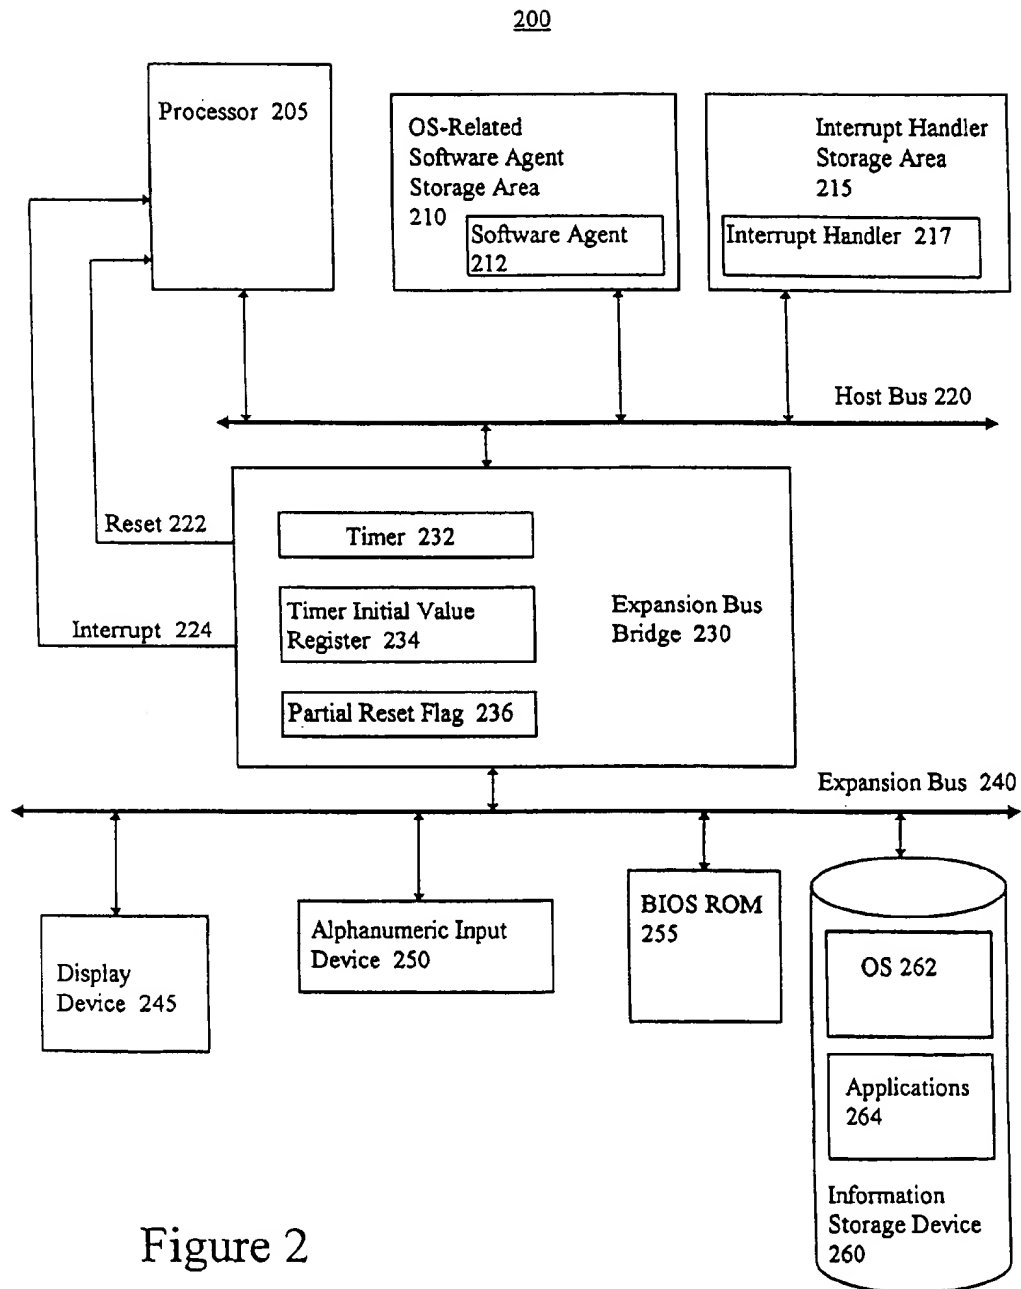 200
Processor 205
OS-Related
Software Agent
Storage Area
210
Software Agent
212
Interrupt Handler
Storage Area
215
Interrupt Handler 217
Host Bus 220
Reset 222
Interrupt 224
Timer 232
Timer Initial Value
Register 234
Partial Reset Flag 236
Expansion Bus
Bridge 230
Expansion Bus 240
Display
Device 245
Alphanumeric Input
Device 250
BIOS ROM
255
OS 262
Applications
264
Information
Storage Device
260
Figure 2